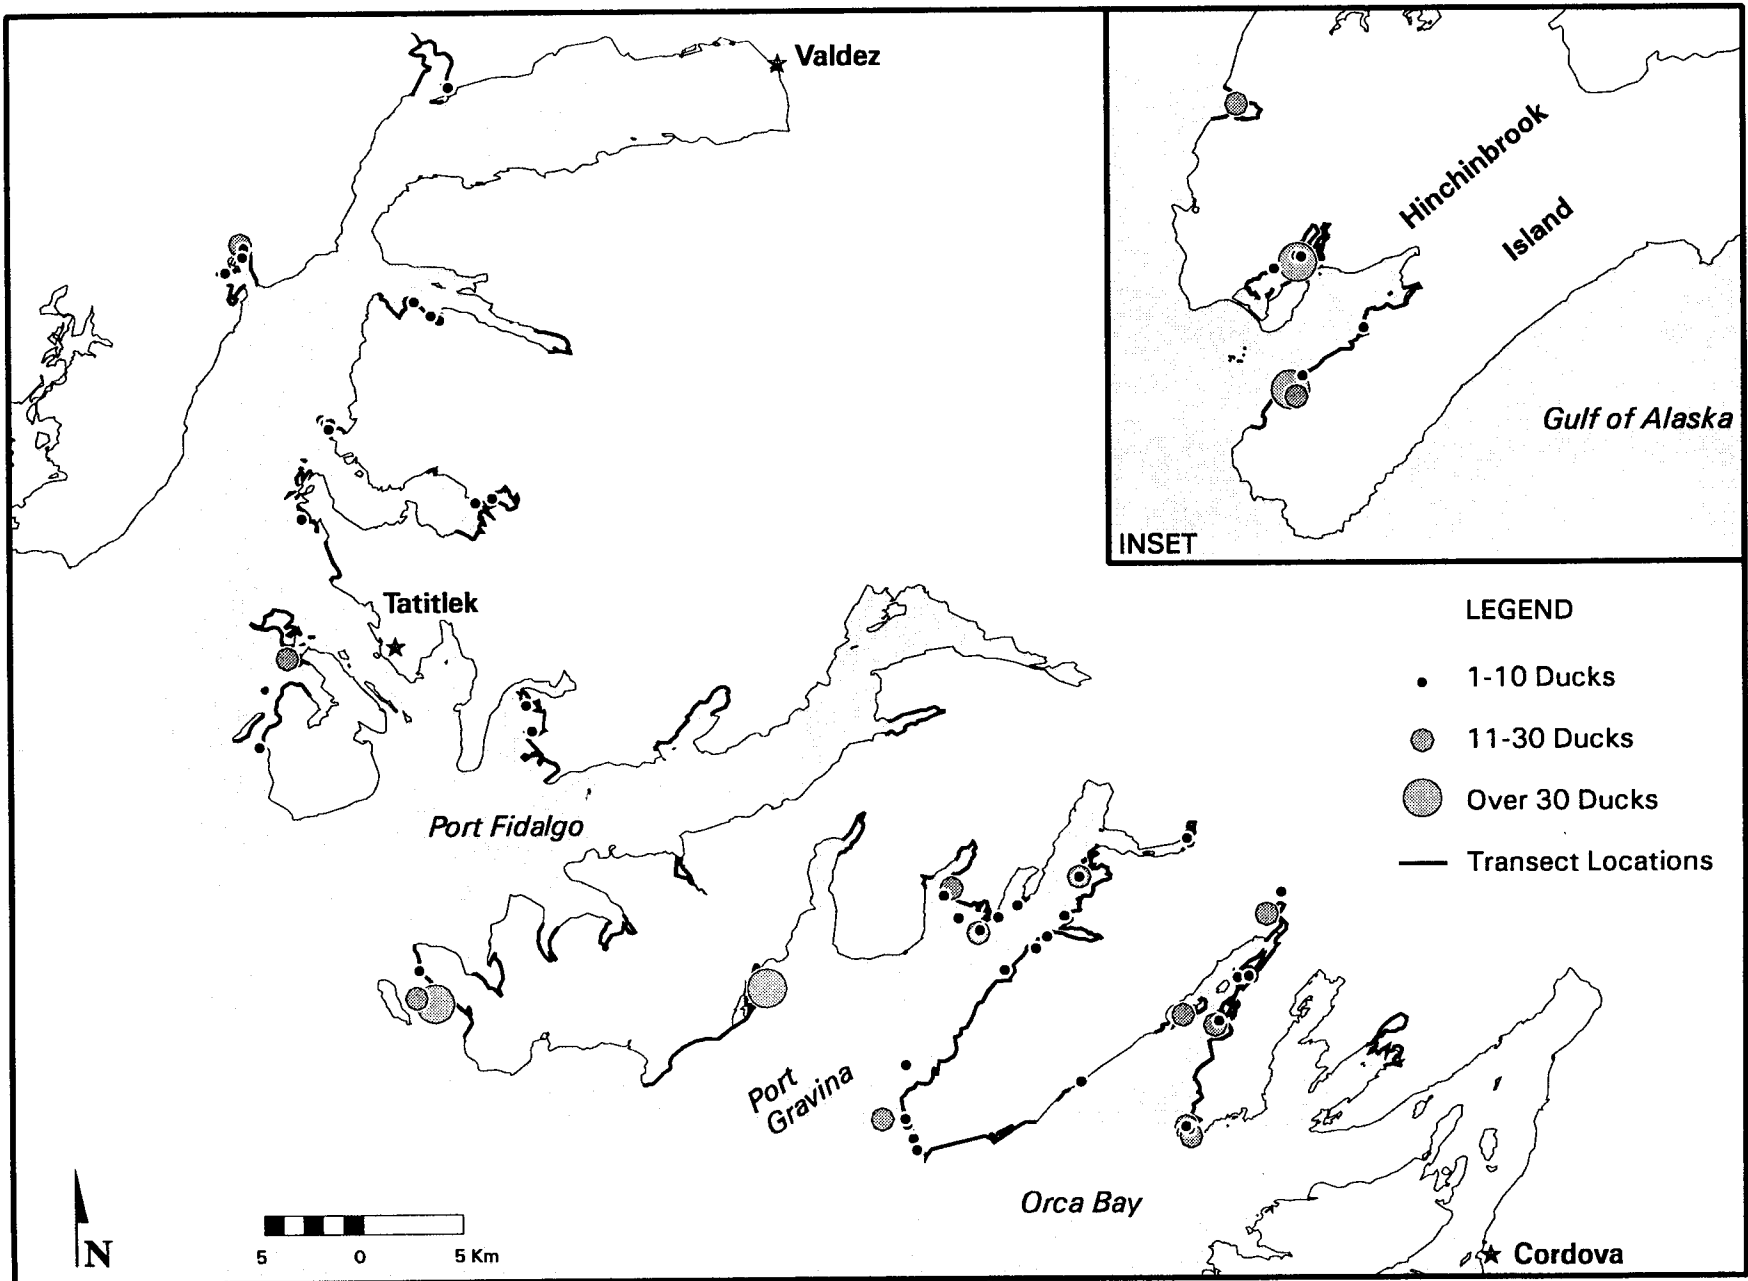 Valdez
Hinchinbrook
Island
Gulf of Alaska
INSET
Tatitlek
LEGEND
1-10 Ducks
11-30 Ducks
Over 30 Ducks
Transect Locations
Port Fidalgo
Port
Gravina
Orca Bay
N
5 0 5 Km
Cordova